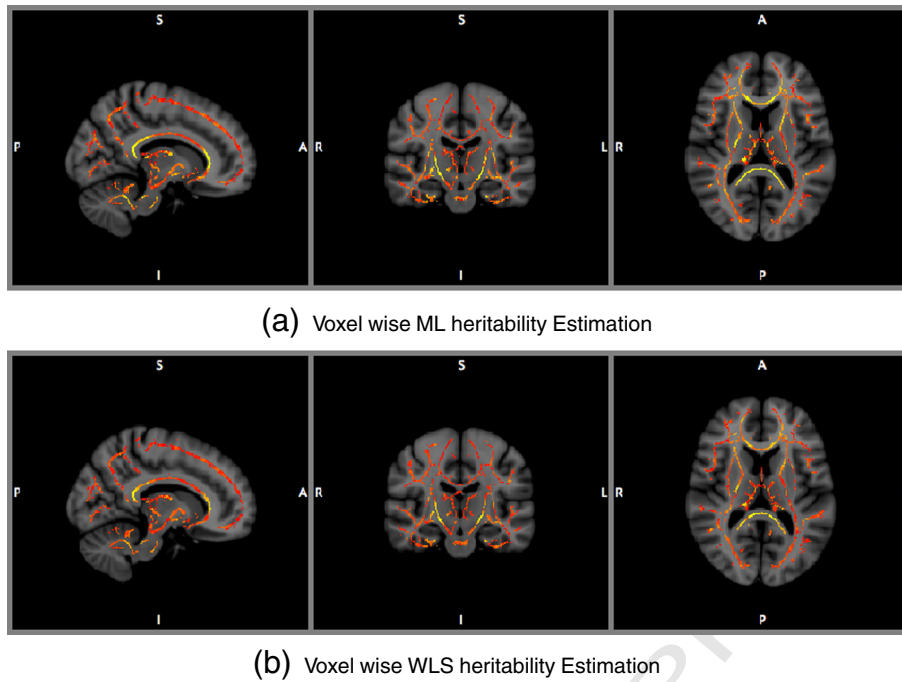 S S A
P A R L R
I I P
(a) Voxel wise ML heritability Estimation
S S A
P A R L R
I I P
(b) Voxel wise WLS heritability Estimation